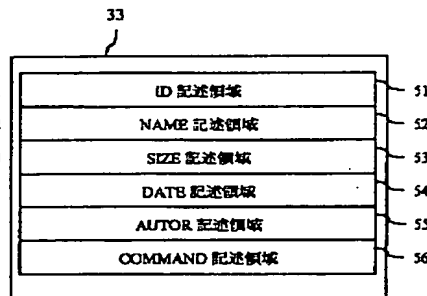 33
ID 記述領域 51
NAME 記述領域 52
SIZE 記述領域 53
DATE 記述領域 54
AUTOR 記述領域 55
COMMAND 記述領域 56